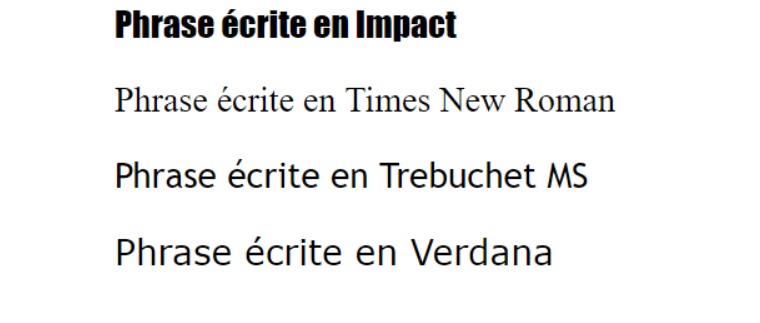 Phrase écrite en Impact
Phrase écrite en Times New Roman
Phrase écrite en Trebuchet MS
Phrase écrite en Verdana